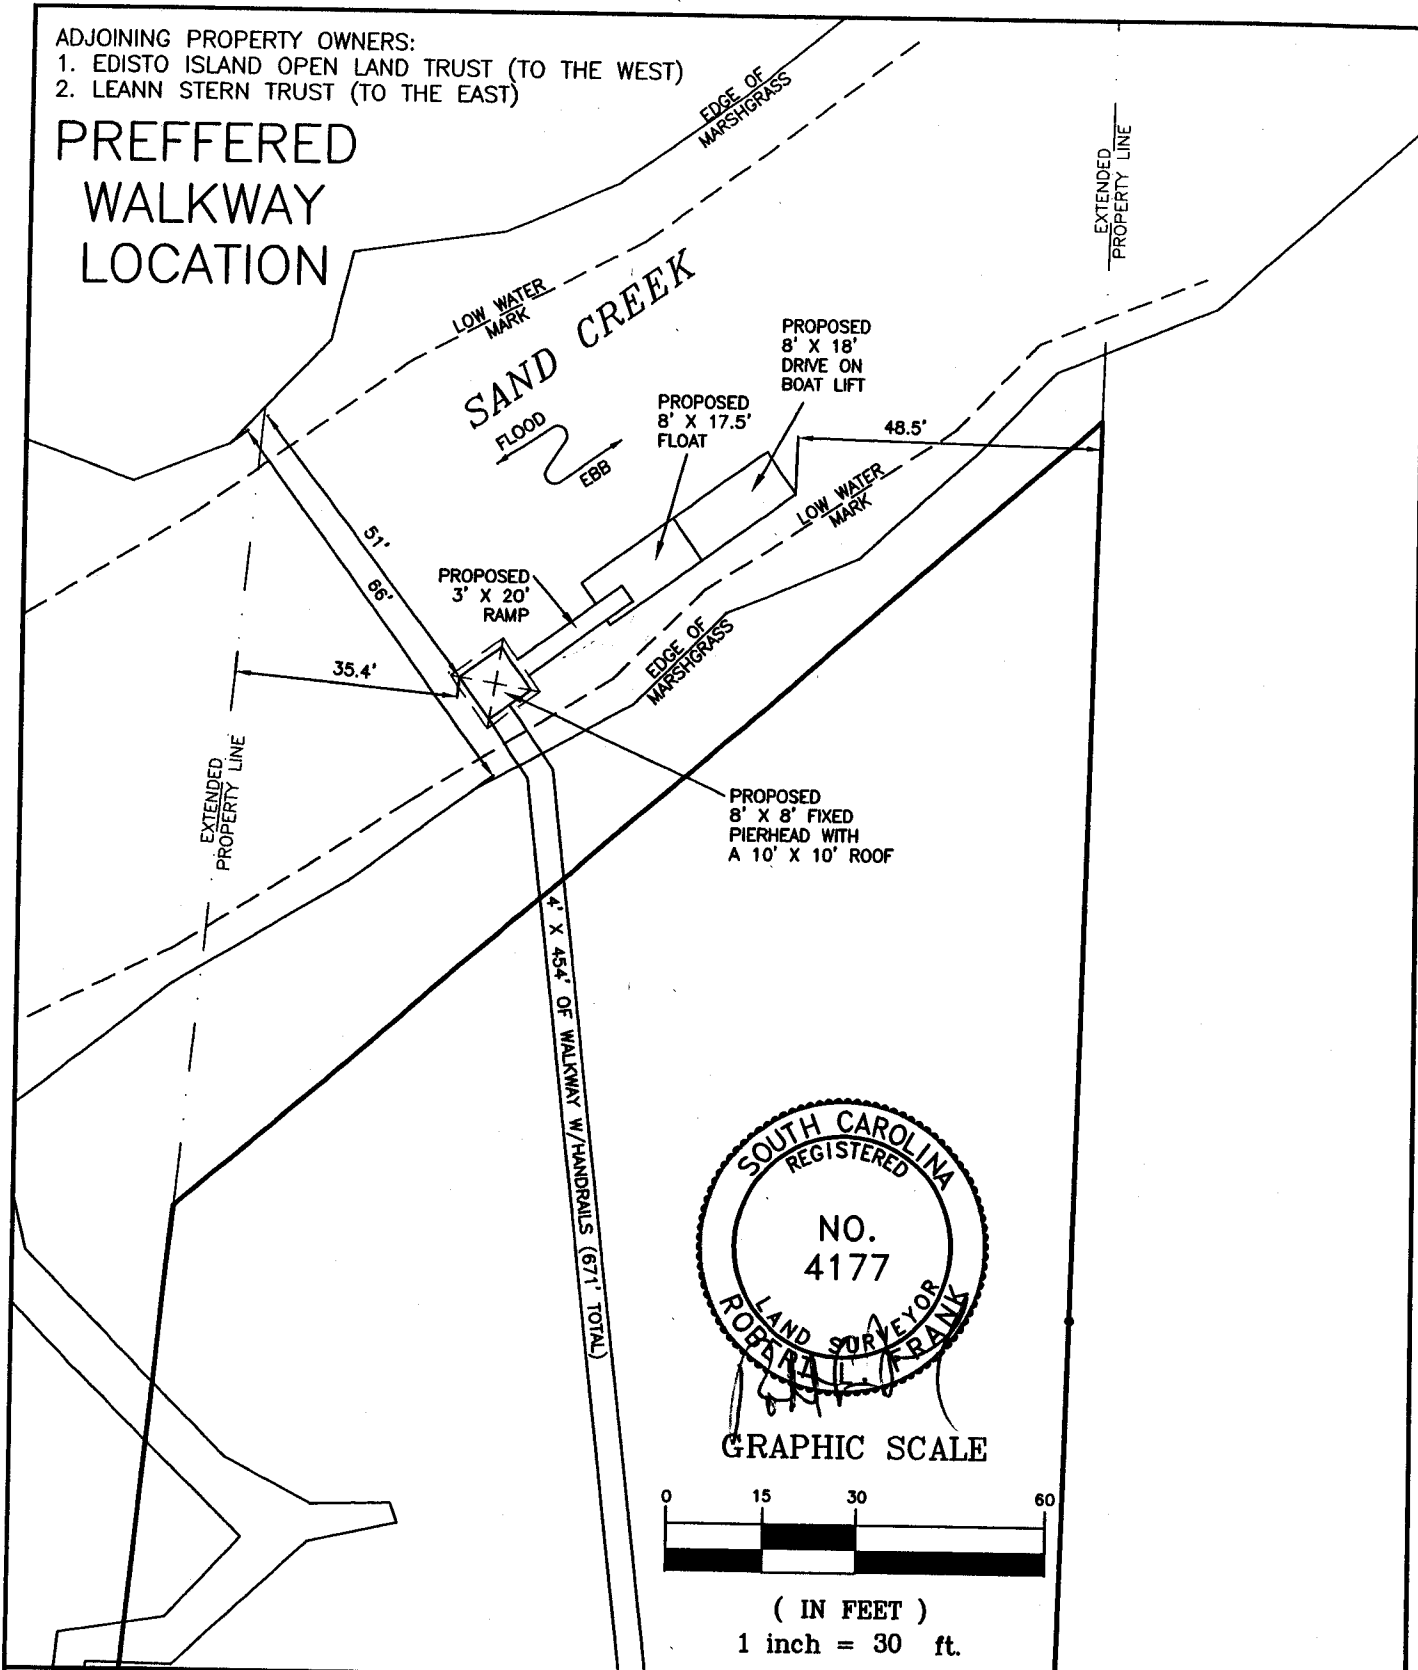 ADJOINING PROPERTY OWNERS:
1. EDISTO ISLAND OPEN LAND TRUST (TO THE WEST)
2. LEANN STERN TRUST (TO THE EAST)
PREFFERED
WALKWAY
LOCATION
EDGE OF
MARSHGRASS
EXTENDED
PROPERTY LINE
LOW WATER
MARK
SAND CREEK
FLOOD
EBB
PROPOSED
8' X 18'
DRIVE ON
BOAT LIFT
PROPOSED
8' X 17.5'
FLOAT
48.5'
LOW WATER
MARK
51'
66'
PROPOSED
3' X 20'
RAMP
EDGE OF
MARSHGRASS
35.4'
EXTENDED
PROPERTY LINE
PROPOSED
8' X 8' FIXED
PIERHEAD WITH
A 10' X 10' ROOF
4' X 454' OF WALKWAY W/HANDRAILS (671' TOTAL)
SOUTH CAROLINA
REGISTERED
NO.
4177
LAND SURVEYOR
ROBERT L. FRANK
GRAPHIC SCALE
0 15 30 60
( IN FEET )
1 inch = 30 ft.